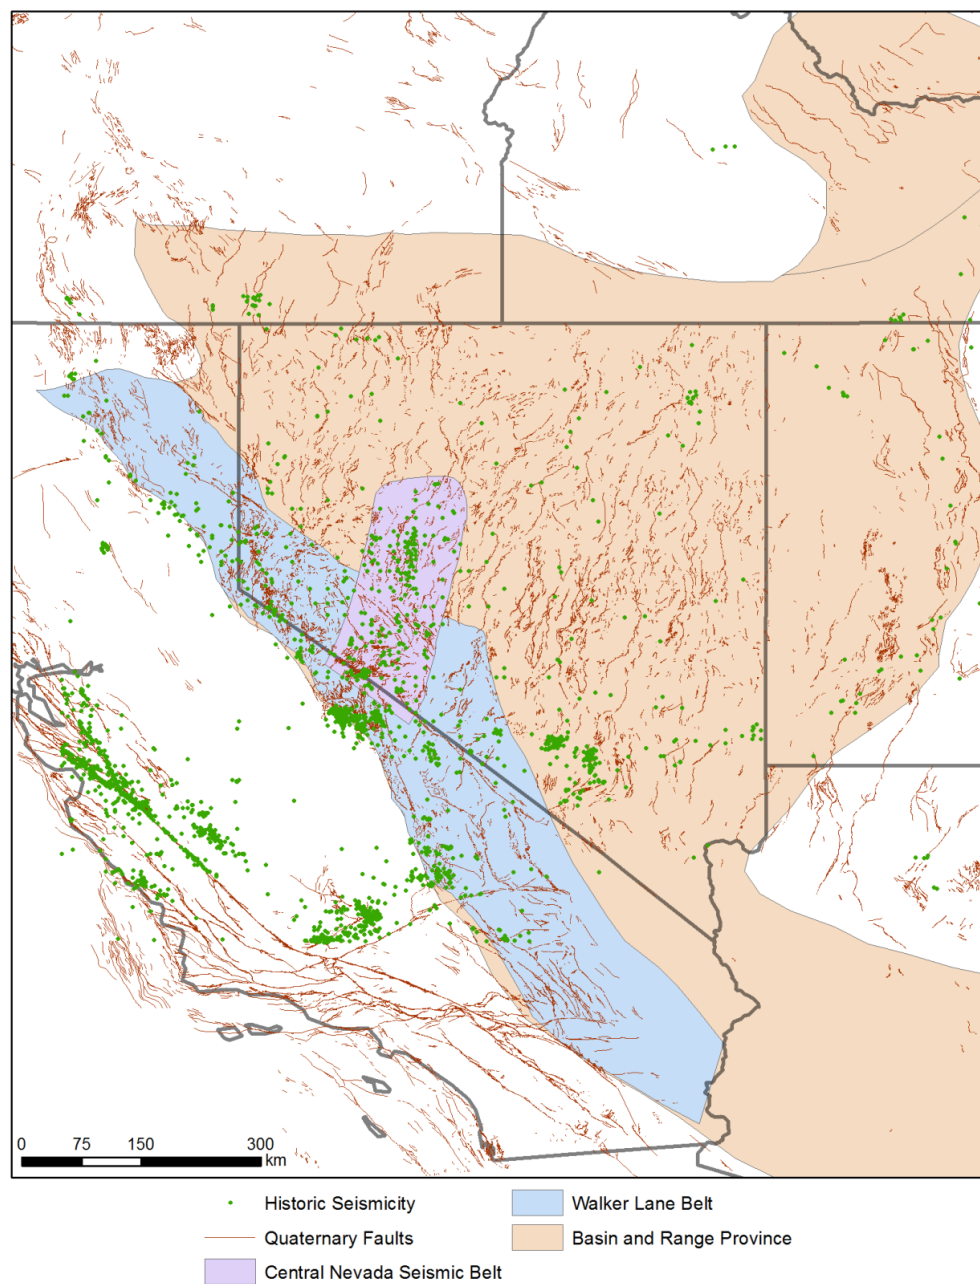 0 75 150 300
km
Historic Seismicity
Walker Lane Belt
Quaternary Faults
Basin and Range Province
Central Nevada Seismic Belt